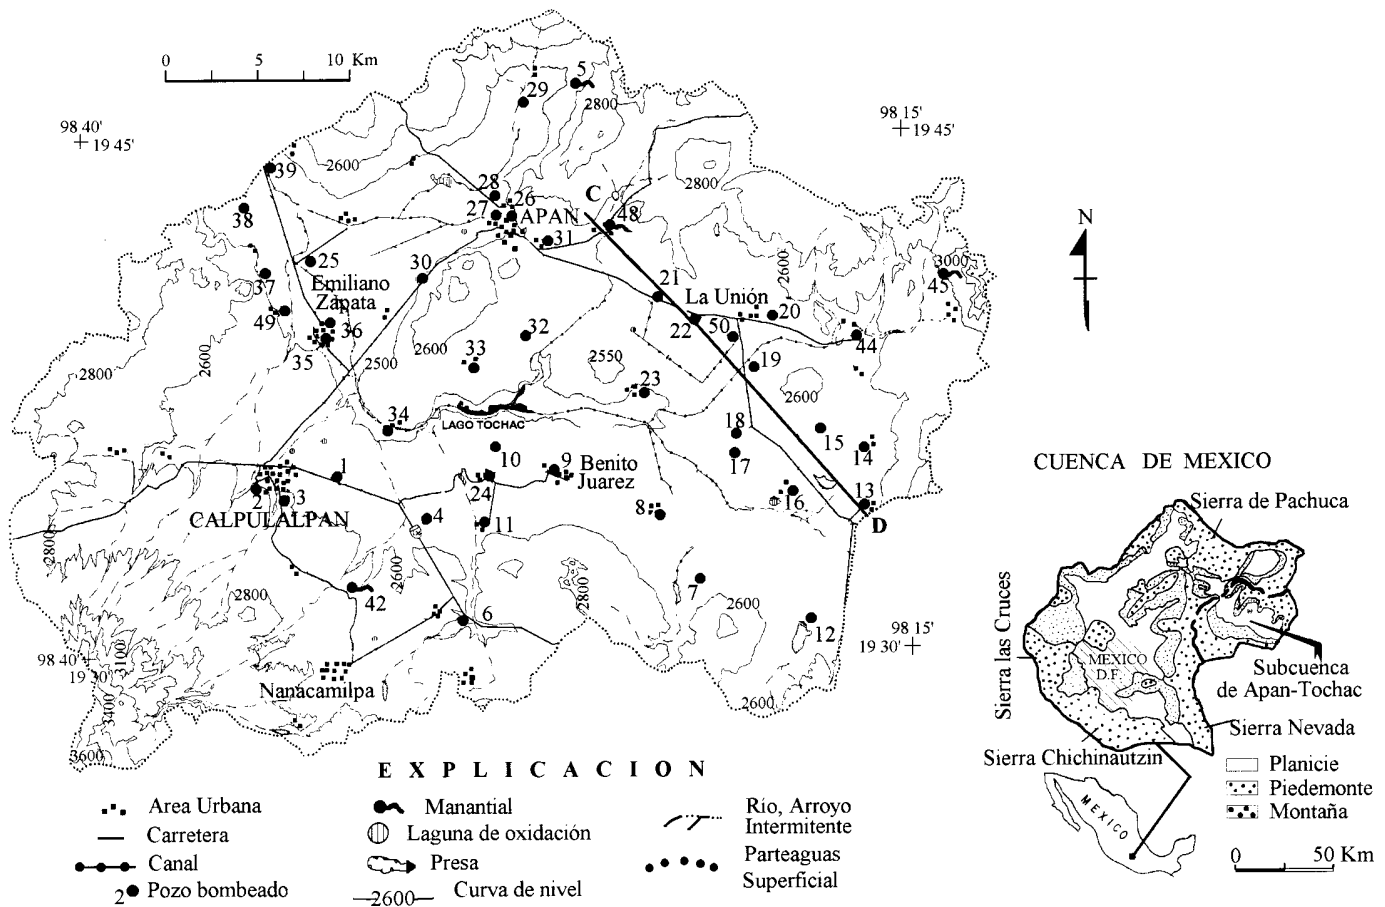 0 5 10 Km
98 40'
19 45'
98 15'
19 45'
5
29
2800
2600
39
28
26
27
APAN
C
48
2800
38
31
N
25
Emiliano
Zapata
30
37
49
36
35
21
La Unión
20
22
50
2600
3000
45
44
2600
2800
2500
2600
32
33
2550
23
19
2600
34
LAGO TOCHAC
18
17
15
14
1
10
9
Benito
Juarez
24
2
3
CALPULALPAN
4
11
8
16
13
D
2800
2600
42
2800
6
2800
7
2600
12
98 40'
19 30'
3100
3400
3600
Nanacamilpa
98 15'
19 30'
2600
CUENCA DE MEXICO
Sierra de Pachuca
Sierra las Cruces
MEXICO
D.F.
Subcuenca
de Apan-Tochac
Sierra Nevada
Sierra Chichinautzin
Planicie
Piedemonte
Montaña
MEXICO
0 50 Km
EXPLICACION
Area Urbana
Carretera
Canal
2 Pozo bombeado
Manantial
Laguna de oxidación
Presa
2600 Curva de nivel
Río, Arroyo
Intermitente
Parteaguas
Superficial